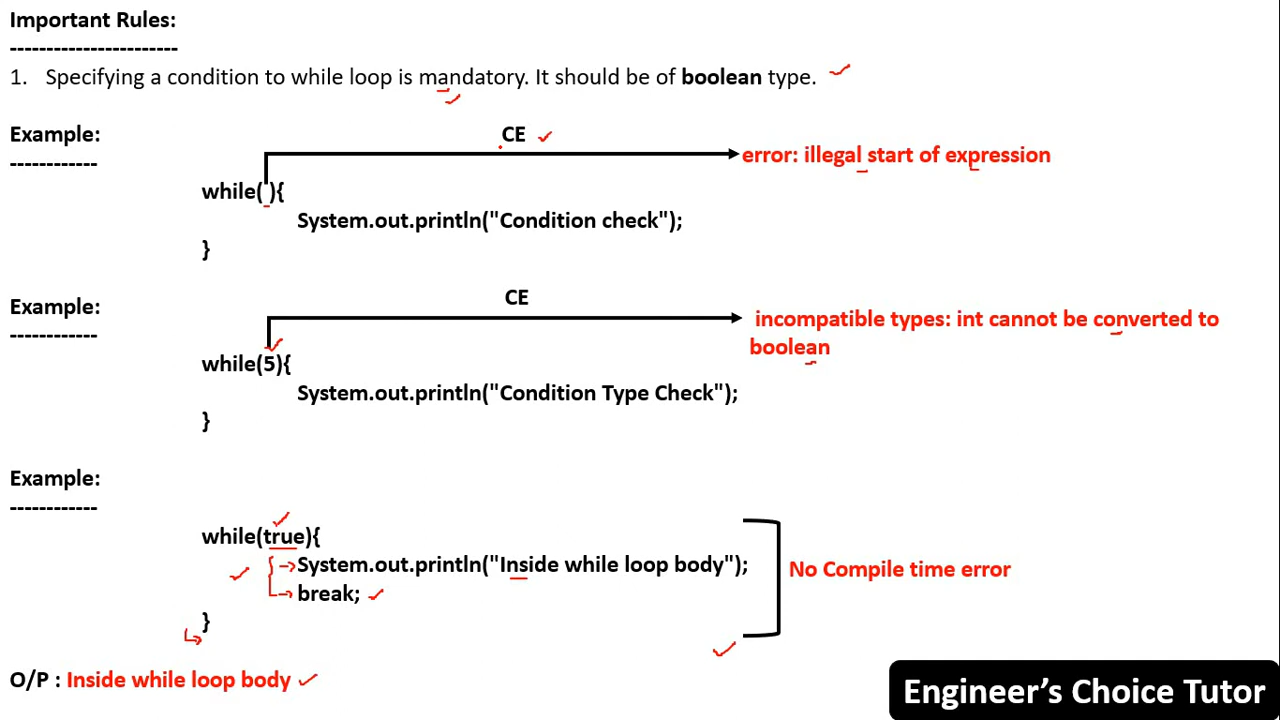 Important Rules:
-----------------------
1. Specifying a condition to while loop is mandatory. It should be of boolean type.
Example:
------------
CE
error: illegal start of expression
while( ){
System.out.println("Condition check");
}
Example:
------------
CE
incompatible types: int cannot be converted to
boolean
while(5){
System.out.println("Condition Type Check");
}
Example:
------------
while(true){
System.out.println("Inside while loop body");
break;
}
No Compile time error
O/P : Inside while loop body
Engineer’s Choice Tutor